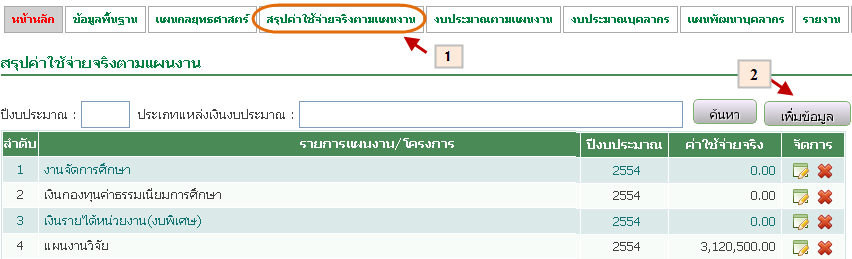 หน้าหลัก ข้อมูลพื้นฐาน แผนกลยุทธศาสตร์ สรุปค่าใช้จ่ายจริงตามแผนงาน งบประมาณตามแผนงาน งบประมาณบุคลากร แผนพัฒนาบุคลากร รายงาน
1
สรุปค่าใช้จ่ายจริงตามแผนงาน
2
ปีงบประมาณ : ประเภทแหล่งเงินงบประมาณ : ค้นหา เพิ่มข้อมูล
ลำดับ รายการแผนงาน/โครงการ ปีงบประมาณ ค่าใช้จ่ายจริง จัดการ
1 งานจัดการศึกษา 2554 0.00
2 เงินกองทุนค่าธรรมเนียมการศึกษา 2554 0.00
3 เงินรายได้หน่วยงาน(งบพิเศษ) 2554 0.00
4 แผนงานวิจัย 2554 3,120,500.00